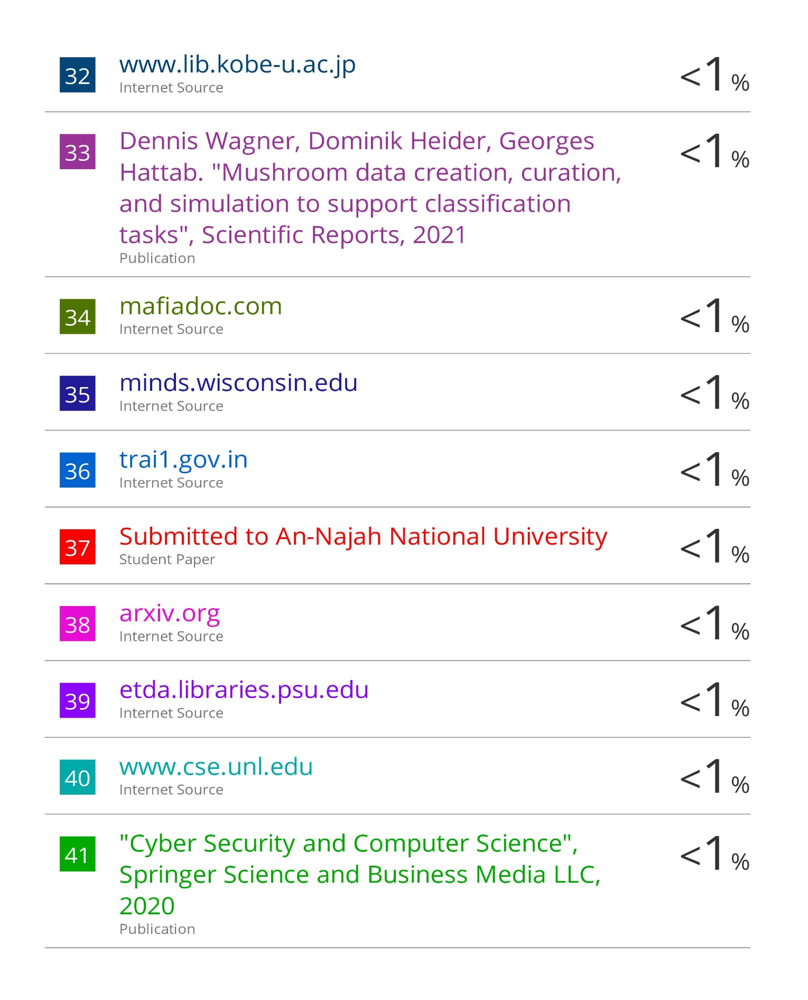 32 www.lib.kobe-u.ac.jp <1%
Internet Source
33 Dennis Wagner, Dominik Heider, Georges <1%
Hattab. "Mushroom data creation, curation,
and simulation to support classification
tasks", Scientific Reports, 2021
Publication
34 mafiadoc.com <1%
Internet Source
35 minds.wisconsin.edu <1%
Internet Source
36 trai1.gov.in <1%
Internet Source
37 Submitted to An-Najah National University <1%
Student Paper
38 arxiv.org <1%
Internet Source
39 etda.libraries.psu.edu <1%
Internet Source
40 www.cse.unl.edu <1%
Internet Source
41 "Cyber Security and Computer Science", <1%
Springer Science and Business Media LLC,
2020
Publication